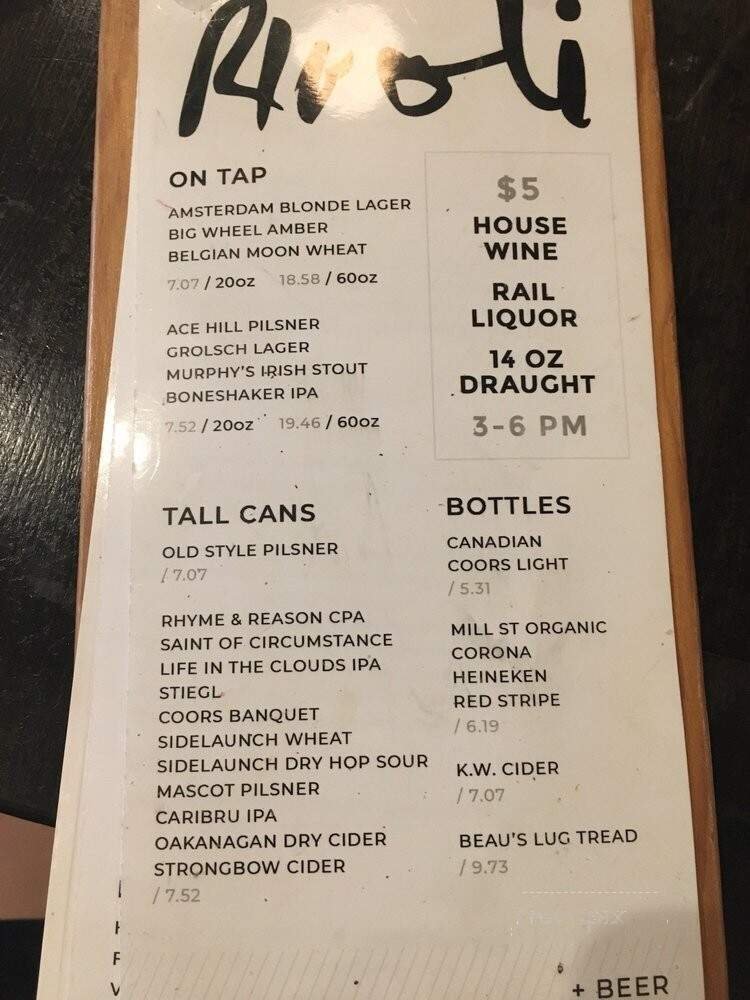 Rivoli
ON TAP
AMSTERDAM BLONDE LAGER
BIG WHEEL AMBER
BELGIAN MOON WHEAT
7.07 / 20oz 18.58 / 60oz
ACE HILL PILSNER
GROLSCH LAGER
MURPHY'S IRISH STOUT
BONESHAKER IPA
7.52 / 20oz 19.46 / 60oz
$5
HOUSE
WINE
RAIL
LIQUOR
14 OZ
DRAUGHT
3-6 PM
TALL CANS
OLD STYLE PILSNER
/ 7.07
RHYME & REASON CPA
SAINT OF CIRCUMSTANCE
LIFE IN THE CLOUDS IPA
STIEGL
COORS BANQUET
SIDELAUNCH WHEAT
SIDELAUNCH DRY HOP SOUR
MASCOT PILSNER
CARIBRU IPA
OAKANAGAN DRY CIDER
STRONGBOW CIDER
/ 7.52
BOTTLES
CANADIAN
COORS LIGHT
/ 5.31
MILL ST ORGANIC
CORONA
HEINEKEN
RED STRIPE
/ 6.19
K.W. CIDER
/ 7.07
BEAU'S LUG TREAD
/ 9.73
+ BEER